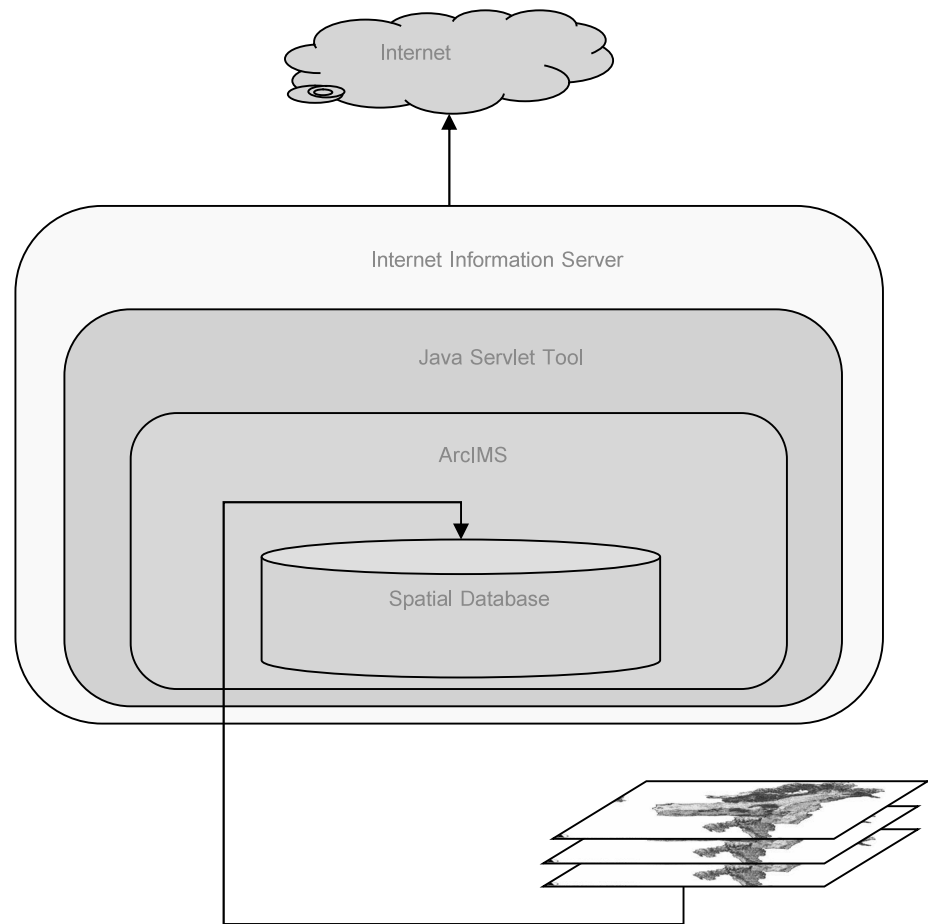 Internet
Internet Information Server
Java Servlet Tool
ArcIMS
Spatial Database